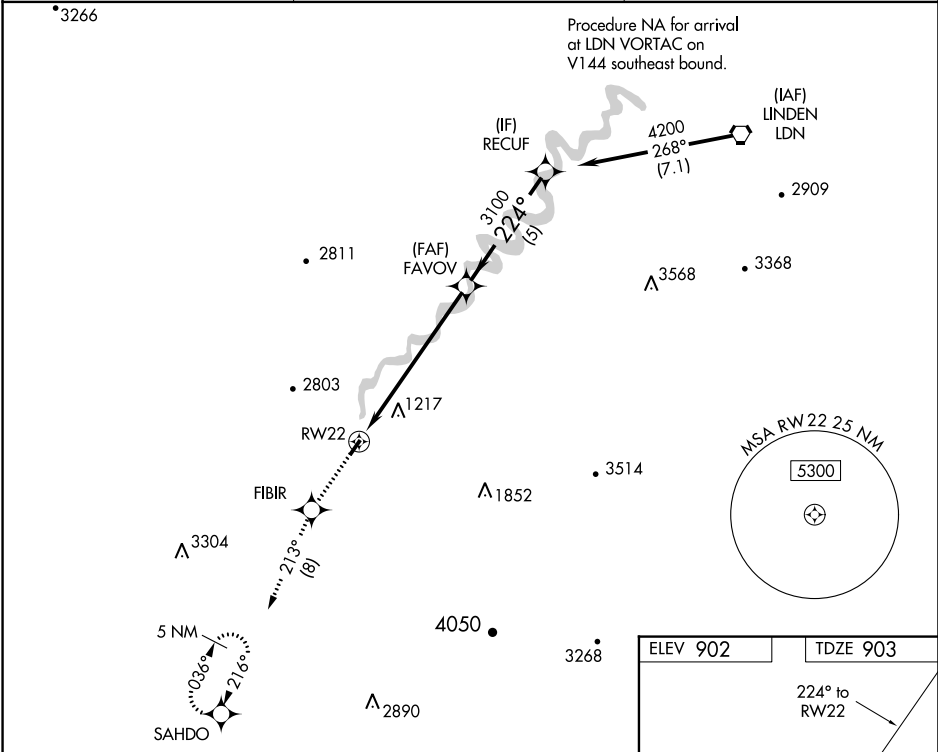 3266
Procedure NA for arrival
at LDN VORTAC on
V144 southeast bound.
(IAF)
LINDEN
LDN
(IF)
RECUF
4200
268°
(7.1)
2909
3100
224°
(5)
2811
(FAF)
FAVOV
3568
3368
2803
1217
RW22
MSA RW22 25 NM
5300
3514
1852
FIBIR
3304
213°
(8)
5 NM
036°
216°
4050
3268
2890
SAHDO
ELEV 902
TDZE 903
224° to
RW22